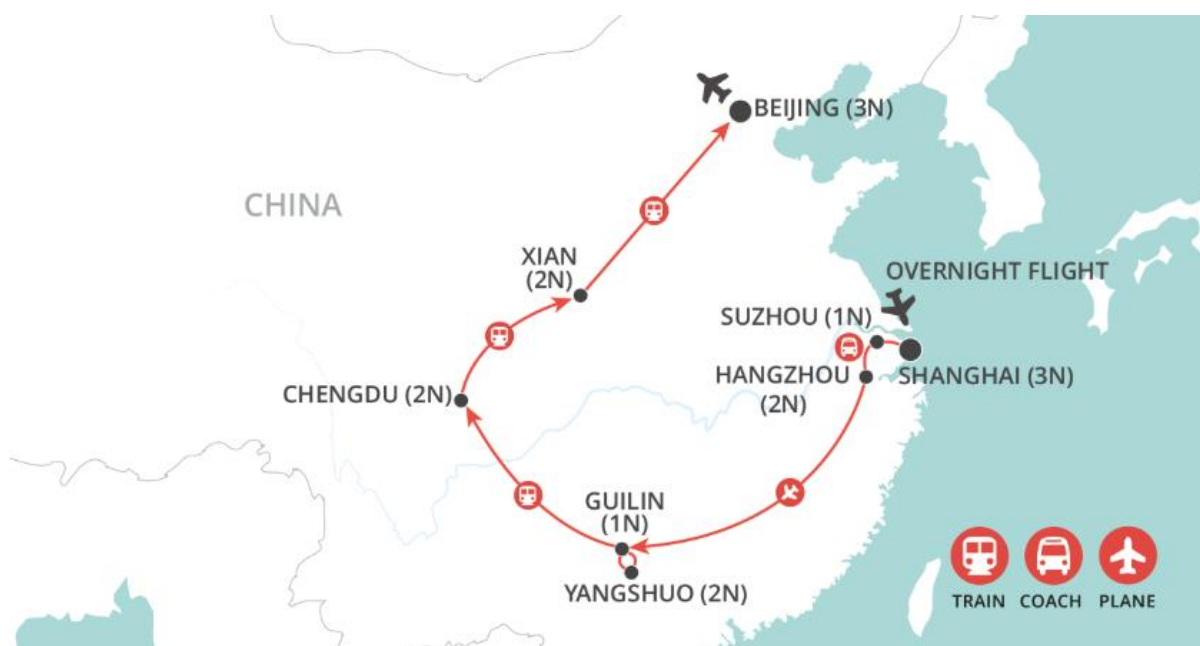 BEIJING (3N)
CHINA
XIAN
(2N)
OVERNIGHT FLIGHT
SUZHOU (1N)
HANGZHOU
(2N)
SHANGHAI (3N)
CHENGDU (2N)
GUILIN
(1N)
YANGSHUO (2N)
TRAIN
COACH
PLANE